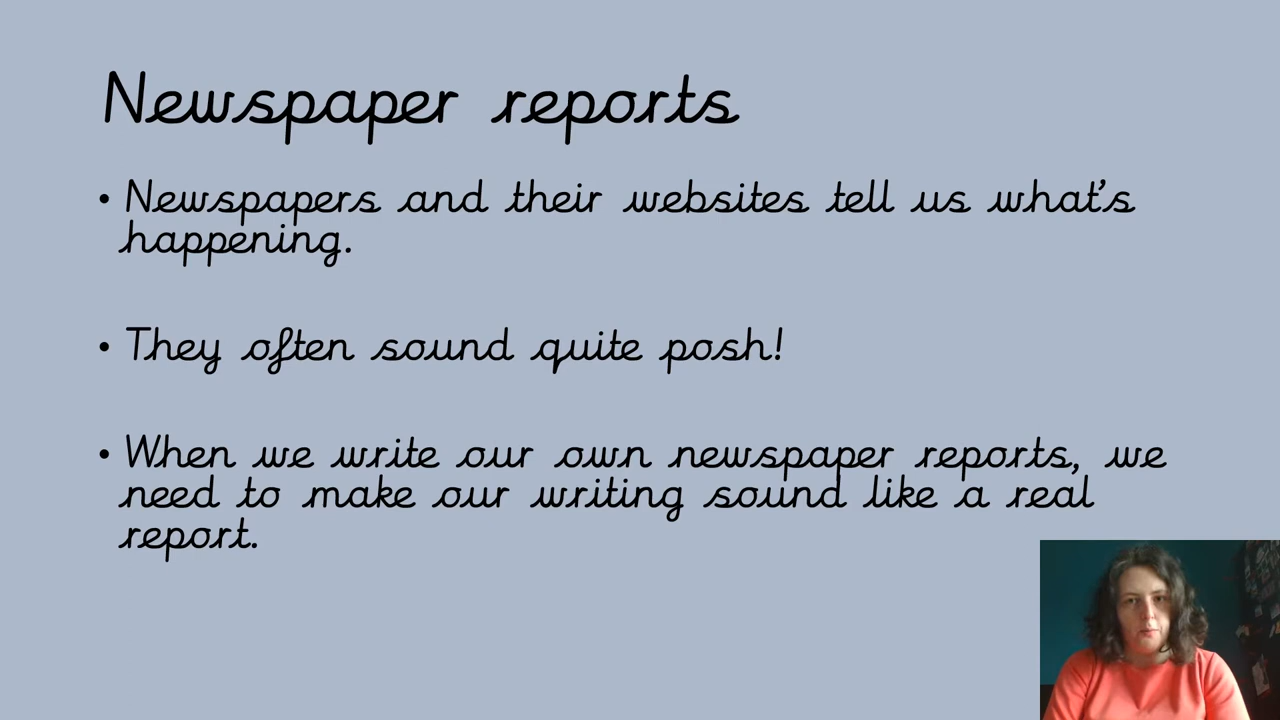 Newspaper reports
• Newspapers and their websites tell us what's
happening.
• They often sound quite posh!
• When we write our own newspaper reports, we
need to make our writing sound like a real
report.